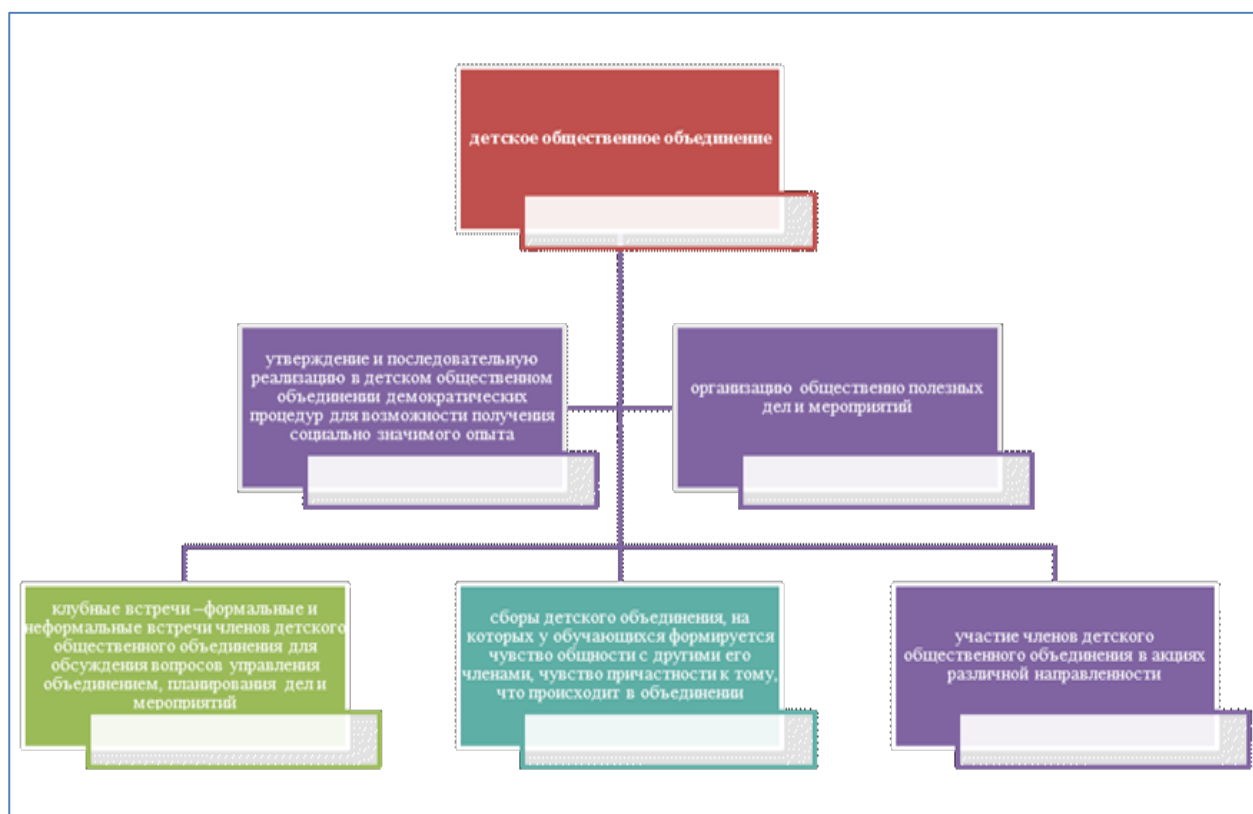 детское общественное объединение
утверждение и последовательную
реализацию в детском общественном
объединении демократических
процедур для возможности получения
социально значимого опыта
организацию общественно полезных
дел и мероприятий
клубные встречи –формальные и
неформальные встречи членов детского
общественного объединения для
обсуждения вопросов управления
объединением, планирования дел и
мероприятий
сборы детского объединения, на
которых у обучающихся формируется
чувство общности с другими его
членами, чувство причастности к тому,
что происходит в объединении
участие членов детского
общественного объединения в акциях
различной направленности